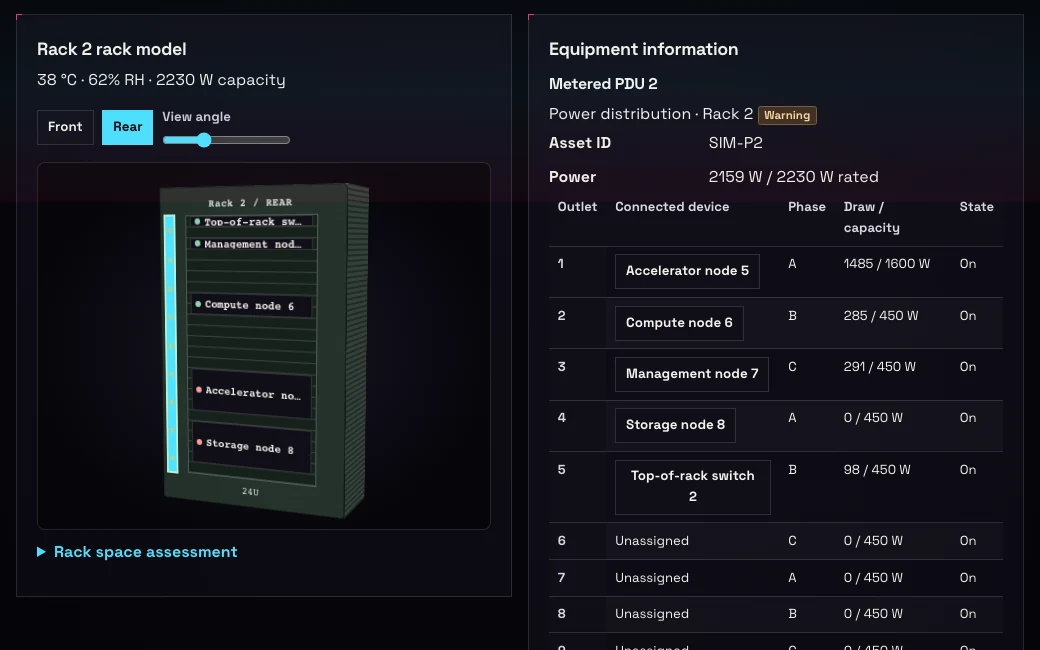 Rack 2 rack model
38 °C · 62% RH · 2230 W capacity
Front
Rear
View angle
Rack 2 / REAR
Top-of-rack sw…
Management nod…
Compute node 6
Accelerator no…
Storage node 8
24U
Rack space assessment
Equipment information
Metered PDU 2
Power distribution · Rack 2 Warning
Asset ID SIM-P2
Power 2159 W / 2230 W rated
Outlet Connected device Phase Draw / capacity State
1 Accelerator node 5 A 1485 / 1600 W On
2 Compute node 6 B 285 / 450 W On
3 Management node 7 C 291 / 450 W On
4 Storage node 8 A 0 / 450 W On
5 Top-of-rack switch 2 B 98 / 450 W On
6 Unassigned C 0 / 450 W On
7 Unassigned A 0 / 450 W On
8 Unassigned B 0 / 450 W On
9 Unassigned C 0 / 450 W On